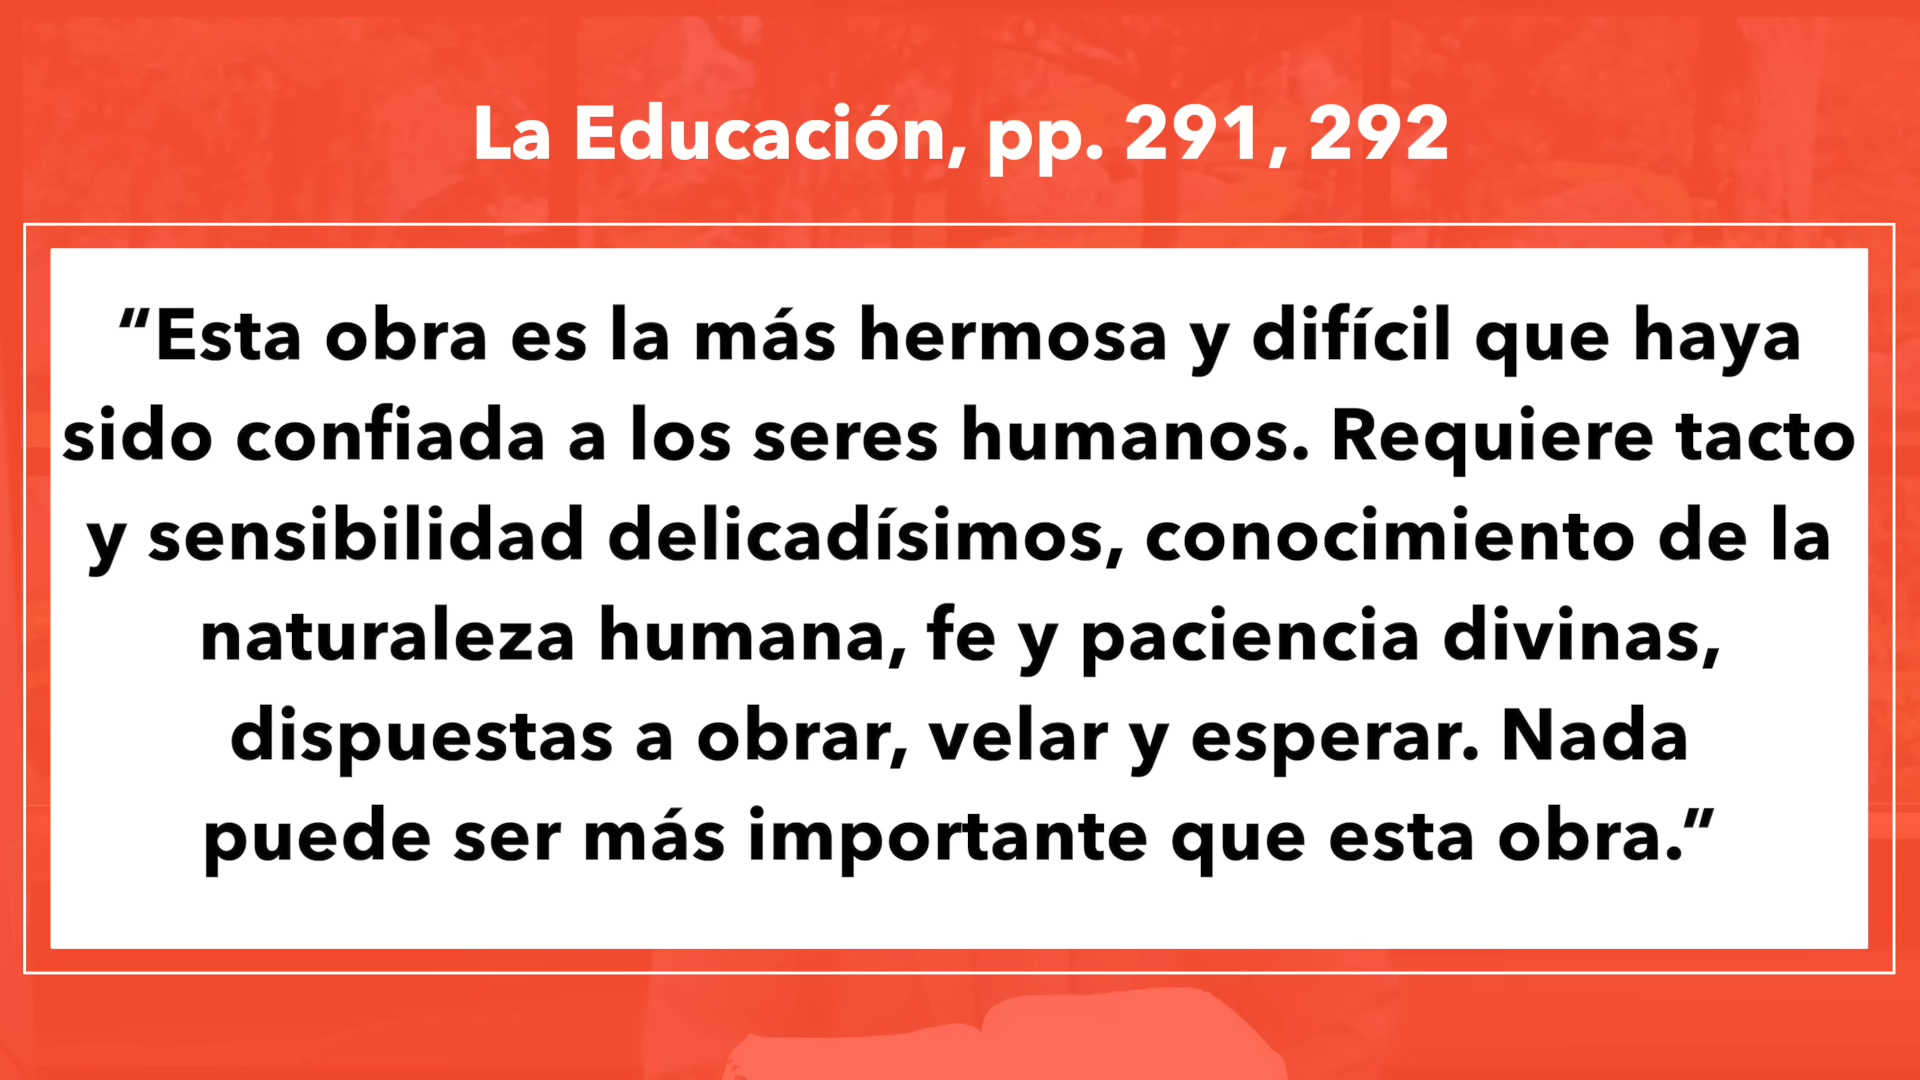 La Educación, pp. 291, 292
“Esta obra es la más hermosa y difícil que haya
sido confiada a los seres humanos. Requiere tacto
y sensibilidad delicadísimos, conocimiento de la
naturaleza humana, fe y paciencia divinas,
dispuestas a obrar, velar y esperar. Nada
puede ser más importante que esta obra.”